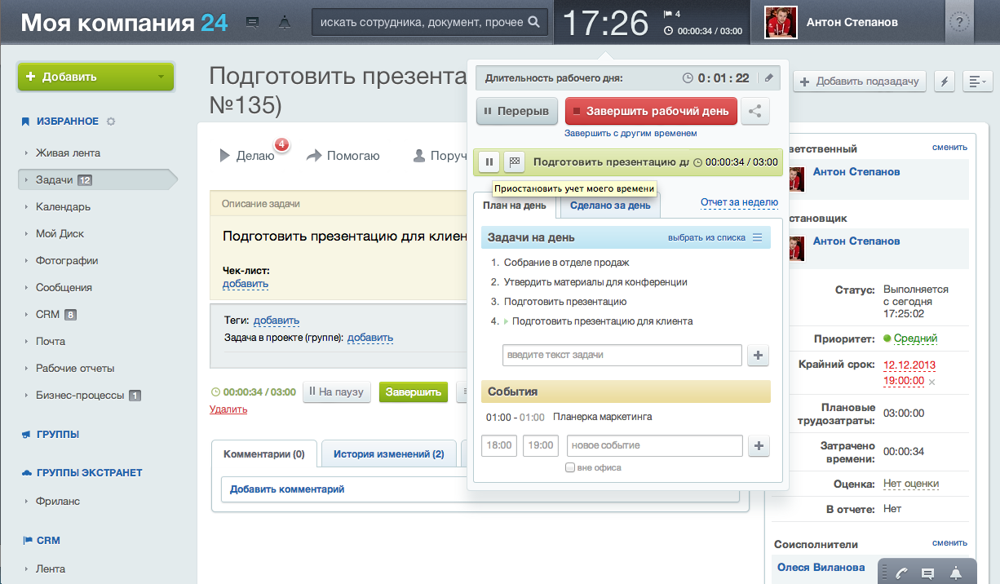 Моя компания 24
искать сотрудника, документ, прочее
17:26
4
00:00:34 / 03:00
Антон Степанов
?
Добавить
ИЗБРАННОЕ
Живая лента
Задачи 12
Календарь
Мой Диск
Фотографии
Сообщения
CRM 8
Почта
Рабочие отчеты
Бизнес-процессы 1
ГРУППЫ
ГРУППЫ ЭКСТРАНЕТ
Фриланс
CRM
Лента
Подготовить презента
№135)
Делаю 4
Помогаю
Поруч
Описание задачи
Подготовить презентацию для клиен
Чек-лист:
добавить
Теги: добавить
Задача в проекте (группе): добавить
00:00:34 / 03:00
На паузу
Завершить
Удалить
Комментарии (0)
История изменений (2)
Добавить комментарий
Длительность рабочего дня:
0 : 01 : 22
Перерыв
Завершить рабочий день
Завершить с другим временем
Подготовить презентацию дл
00:00:34 / 03:00
Приостановить учет моего времени
План на день
Сделано за день
Отчет за неделю
Задачи на день
выбрать из списка
1. Собрание в отделе продаж
2. Утвердить материалы для конференции
3. Подготовить презентацию
4. Подготовить презентацию для клиента
введите текст задачи
События
01:00 - 01:00 Планерка маркетинга
18:00
19:00
новое событие
вне офиса
Добавить подзадачу
ветственный
сменить
Антон Степанов
становщик
Антон Степанов
Статус: Выполняется
с сегодня
17:25:02
Приоритет: Средний
Крайний срок: 12.12.2013
19:00:00
Плановые
трудозатраты: 03:00:00
Затрачено
времени: 00:00:34
Оценка: Нет оценки
В отчете: Нет
Соисполнители
сменить
Олеся Виланова